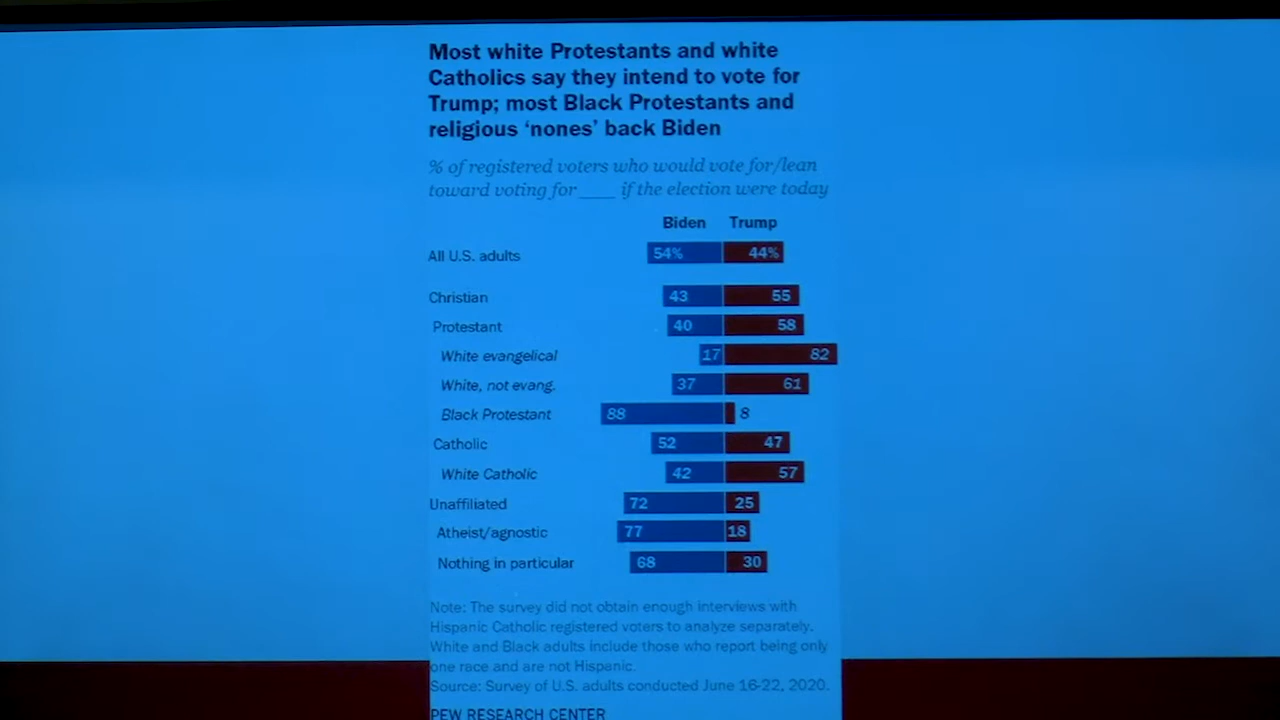 Most white Protestants and white
Catholics say they intend to vote for
Trump; most Black Protestants and
religious ‘nones’ back Biden
% of registered voters who would vote for/lean
toward voting for ____ if the election were today
Biden Trump
All U.S. adults 54% 44%
Christian 43 55
Protestant 40 58
White evangelical 17 82
White, not evang. 37 61
Black Protestant 88 8
Catholic 52 47
White Catholic 42 57
Unaffiliated 72 25
Atheist/agnostic 77 18
Nothing in particular 68 30
Note: The survey did not obtain enough interviews with
Hispanic Catholic registered voters to analyze separately.
White and Black adults include those who report being only
one race and are not Hispanic.
Source: Survey of U.S. adults conducted June 16-22, 2020.
PEW RESEARCH CENTER